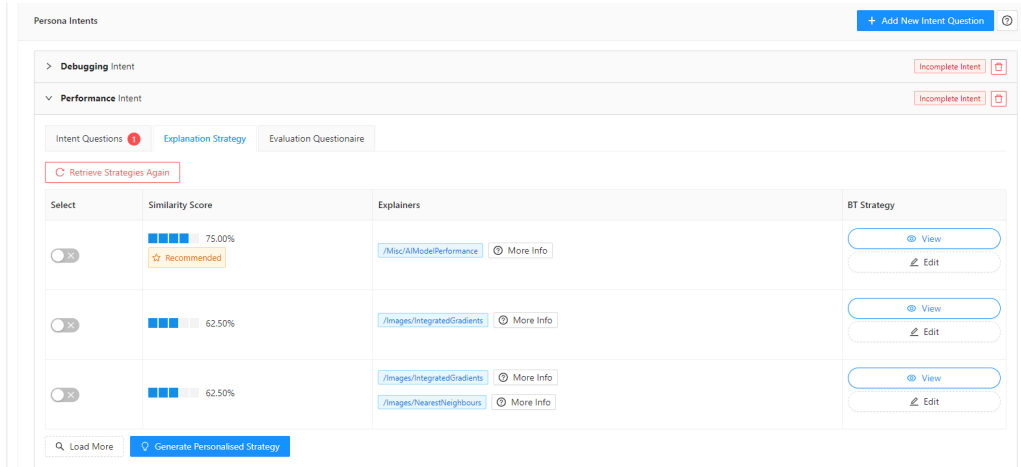 Persona Intents
+ Add New Intent Question
Debugging Intent
Incomplete Intent
Performance Intent
Incomplete Intent
Intent Questions 1
Explanation Strategy
Evaluation Questionaire
Retrieve Strategies Again
Select
Similarity Score
Explainers
BT Strategy
75.00%
Recommended
/Misc/AIModelPerformance
More Info
View
Edit
62.50%
/Images/IntegratedGradients
More Info
View
Edit
62.50%
/Images/IntegratedGradients
More Info
/Images/NearestNeighbours
More Info
View
Edit
Load More
Generate Personalised Strategy